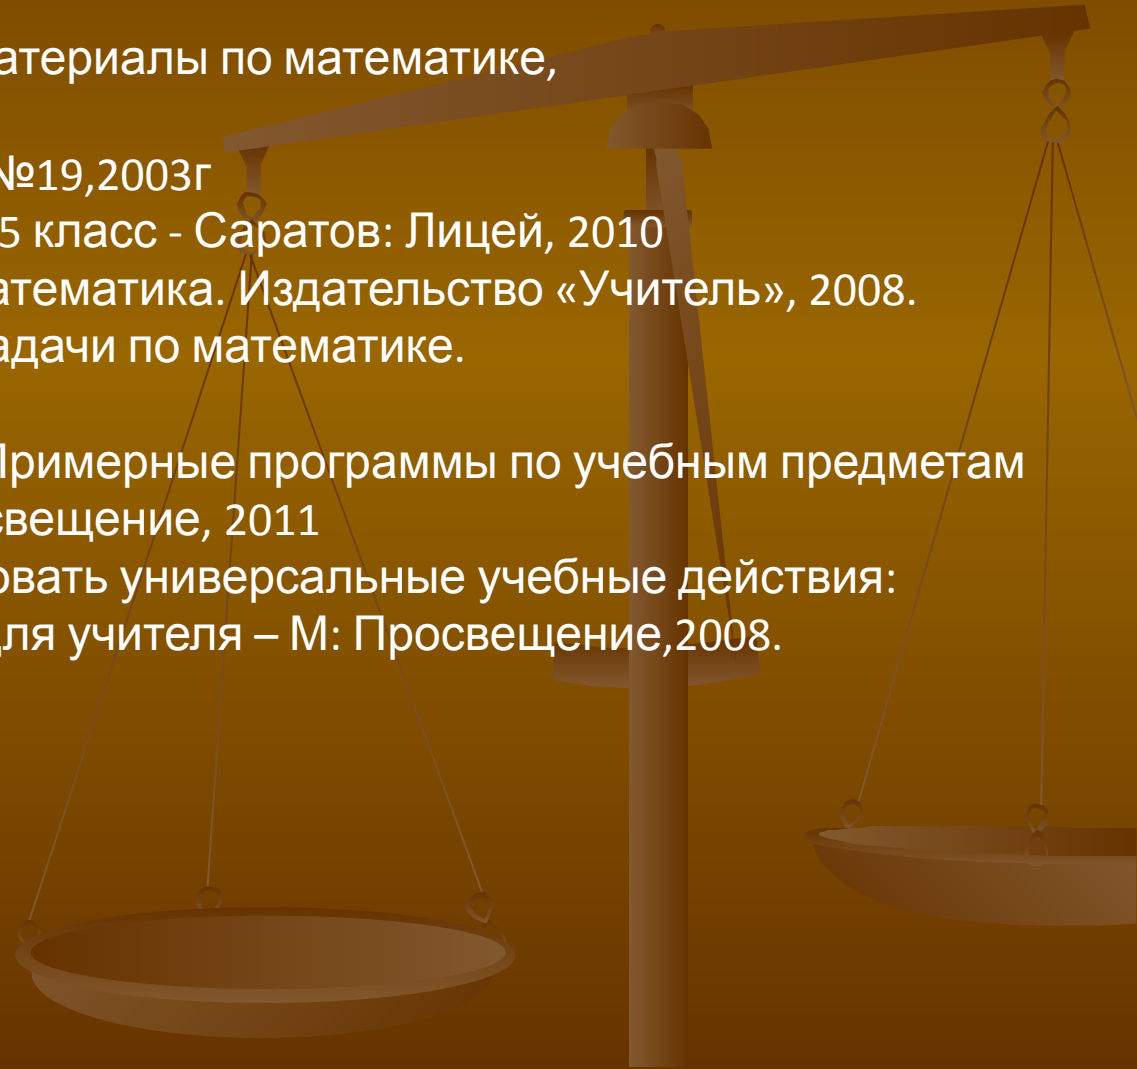 атериалы по математике,
№19,2003г
5 класс - Саратов: Лицей, 2010
атематика. Издательство «Учитель», 2008.
адачи по математике.
Примерные программы по учебным предметам
свещение, 2011
овать универсальные учебные действия:
для учителя – М: Просвещение,2008.